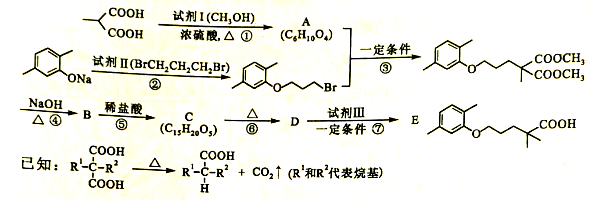 COOH
COOH
试剂Ⅰ(CH₃OH)
浓硫酸,△ ①
A
(C₆H₁₀O₄)
ONa
试剂Ⅱ(BrCH₂CH₂CH₂Br)
②
O
Br
一定条件
③
O
COOCH₃
COOCH₃
NaOH
△ ④
B
稀盐酸
⑤
C
(C₁₅H₂₀O₅)
△
⑥
D
试剂Ⅲ
一定条件 ⑦
E
O
COOH
已知:
COOH
R¹-C-R²
COOH
△
COOH
R¹-C-R²
H
+ CO₂↑ (R¹和R²代表烷基)